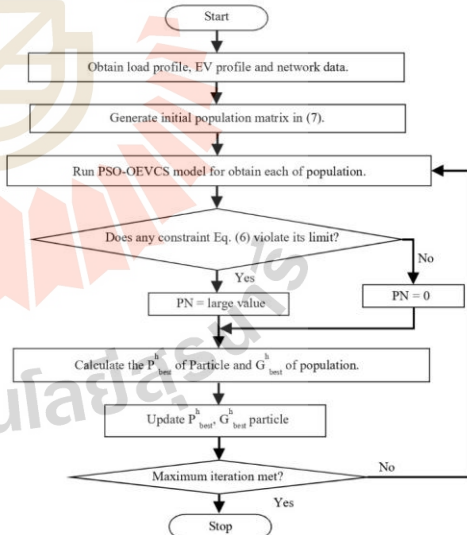 Start
Obtain load profile, EV profile and network data.
Generate initial population matrix in (7).
Run PSO-OEVCS model for obtain each of population.
Does any constraint Eq. (6) violate its limit?
No
Yes
PN = large value
PN = 0
Calculate the P^h_best of Particle and G^h_best of population.
Update P^h_best, G^h_best particle
Maximum iteration met?
No
Yes
Stop